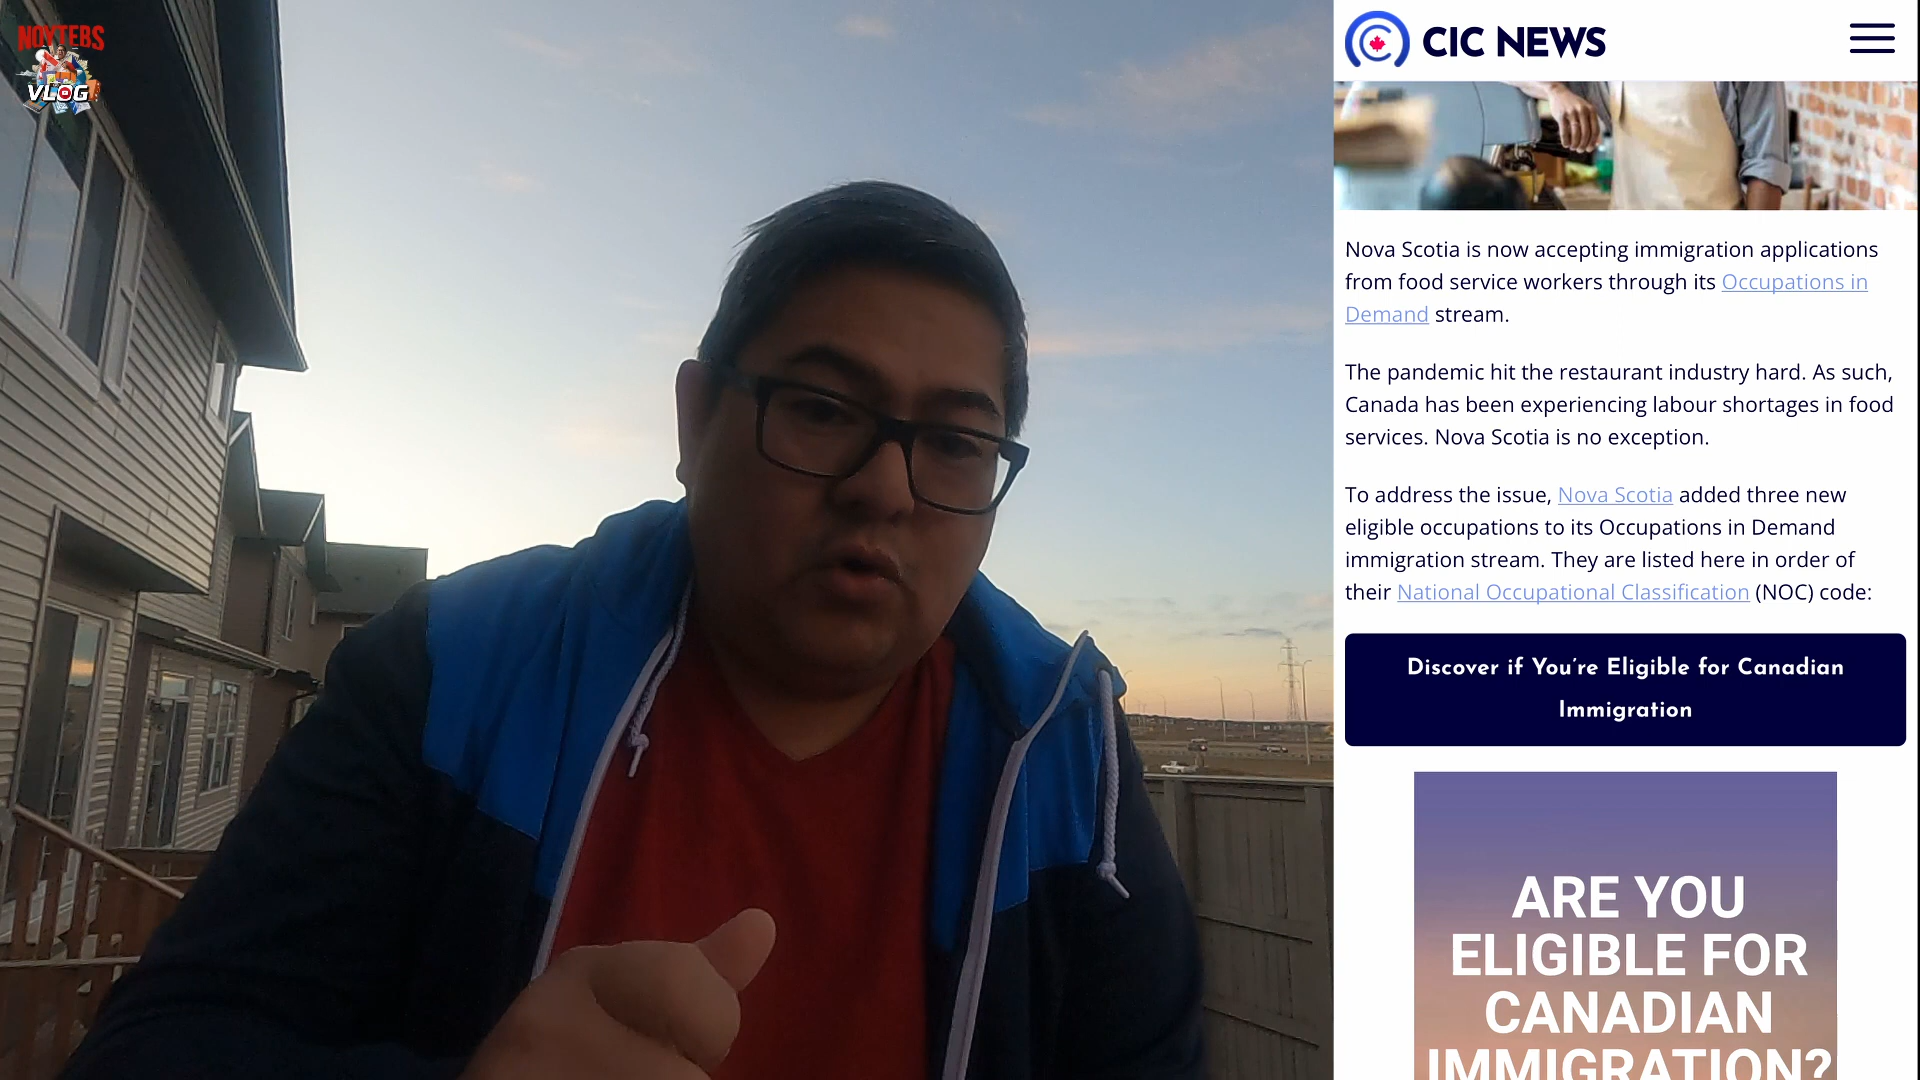 NOYTEBS
VLOG
CIC NEWS
Nova Scotia is now accepting immigration applications
from food service workers through its Occupations in
Demand stream.
The pandemic hit the restaurant industry hard. As such,
Canada has been experiencing labour shortages in food
services. Nova Scotia is no exception.
To address the issue, Nova Scotia added three new
eligible occupations to its Occupations in Demand
immigration stream. They are listed here in order of
their National Occupational Classification (NOC) code:
Discover if You’re Eligible for Canadian
Immigration
ARE YOU
ELIGIBLE FOR
CANADIAN
IMMIGRATION?